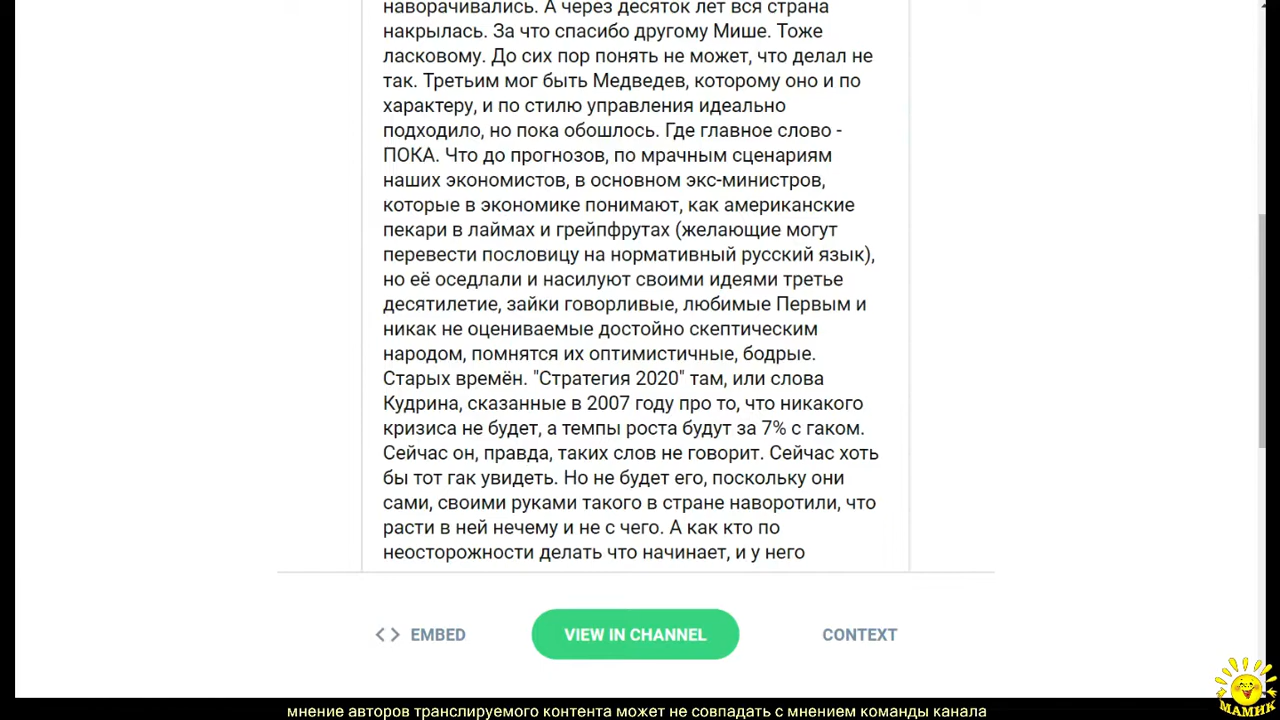 наворачивались. А через десяток лет вся страна
накрылась. За что спасибо другому Мише. Тоже
ласковому. До сих пор понять не может, что делал не
так. Третьим мог быть Медведев, которому оно и по
характеру, и по стилю управления идеально
подходило, но пока обошлось. Где главное слово -
ПОКА. Что до прогнозов, по мрачным сценариям
наших экономистов, в основном экс-министров,
которые в экономике понимают, как американские
пекари в лаймах и грейпфрутах (желающие могут
перевести пословицу на нормативный русский язык),
но её оседлали и насилуют своими идеями третье
десятилетие, зайки говорливые, любимые Первым и
никак не оцениваемые достойно скептическим
народом, помнятся их оптимистичные, бодрые.
Старых времён. "Стратегия 2020" там, или слова
Кудрина, сказанные в 2007 году про то, что никакого
кризиса не будет, а темпы роста будут за 7% с гаком.
Сейчас он, правда, таких слов не говорит. Сейчас хоть
бы тот гак увидеть. Но не будет его, поскольку они
сами, своими руками такого в стране наворотили, что
расти в ней нечему и не с чего. А как кто по
неосторожности делать что начинает, и у него
EMBED
VIEW IN CHANNEL
CONTEXT
МАМИК
мнение авторов транслируемого контента может не совпадать с мнением команды канала